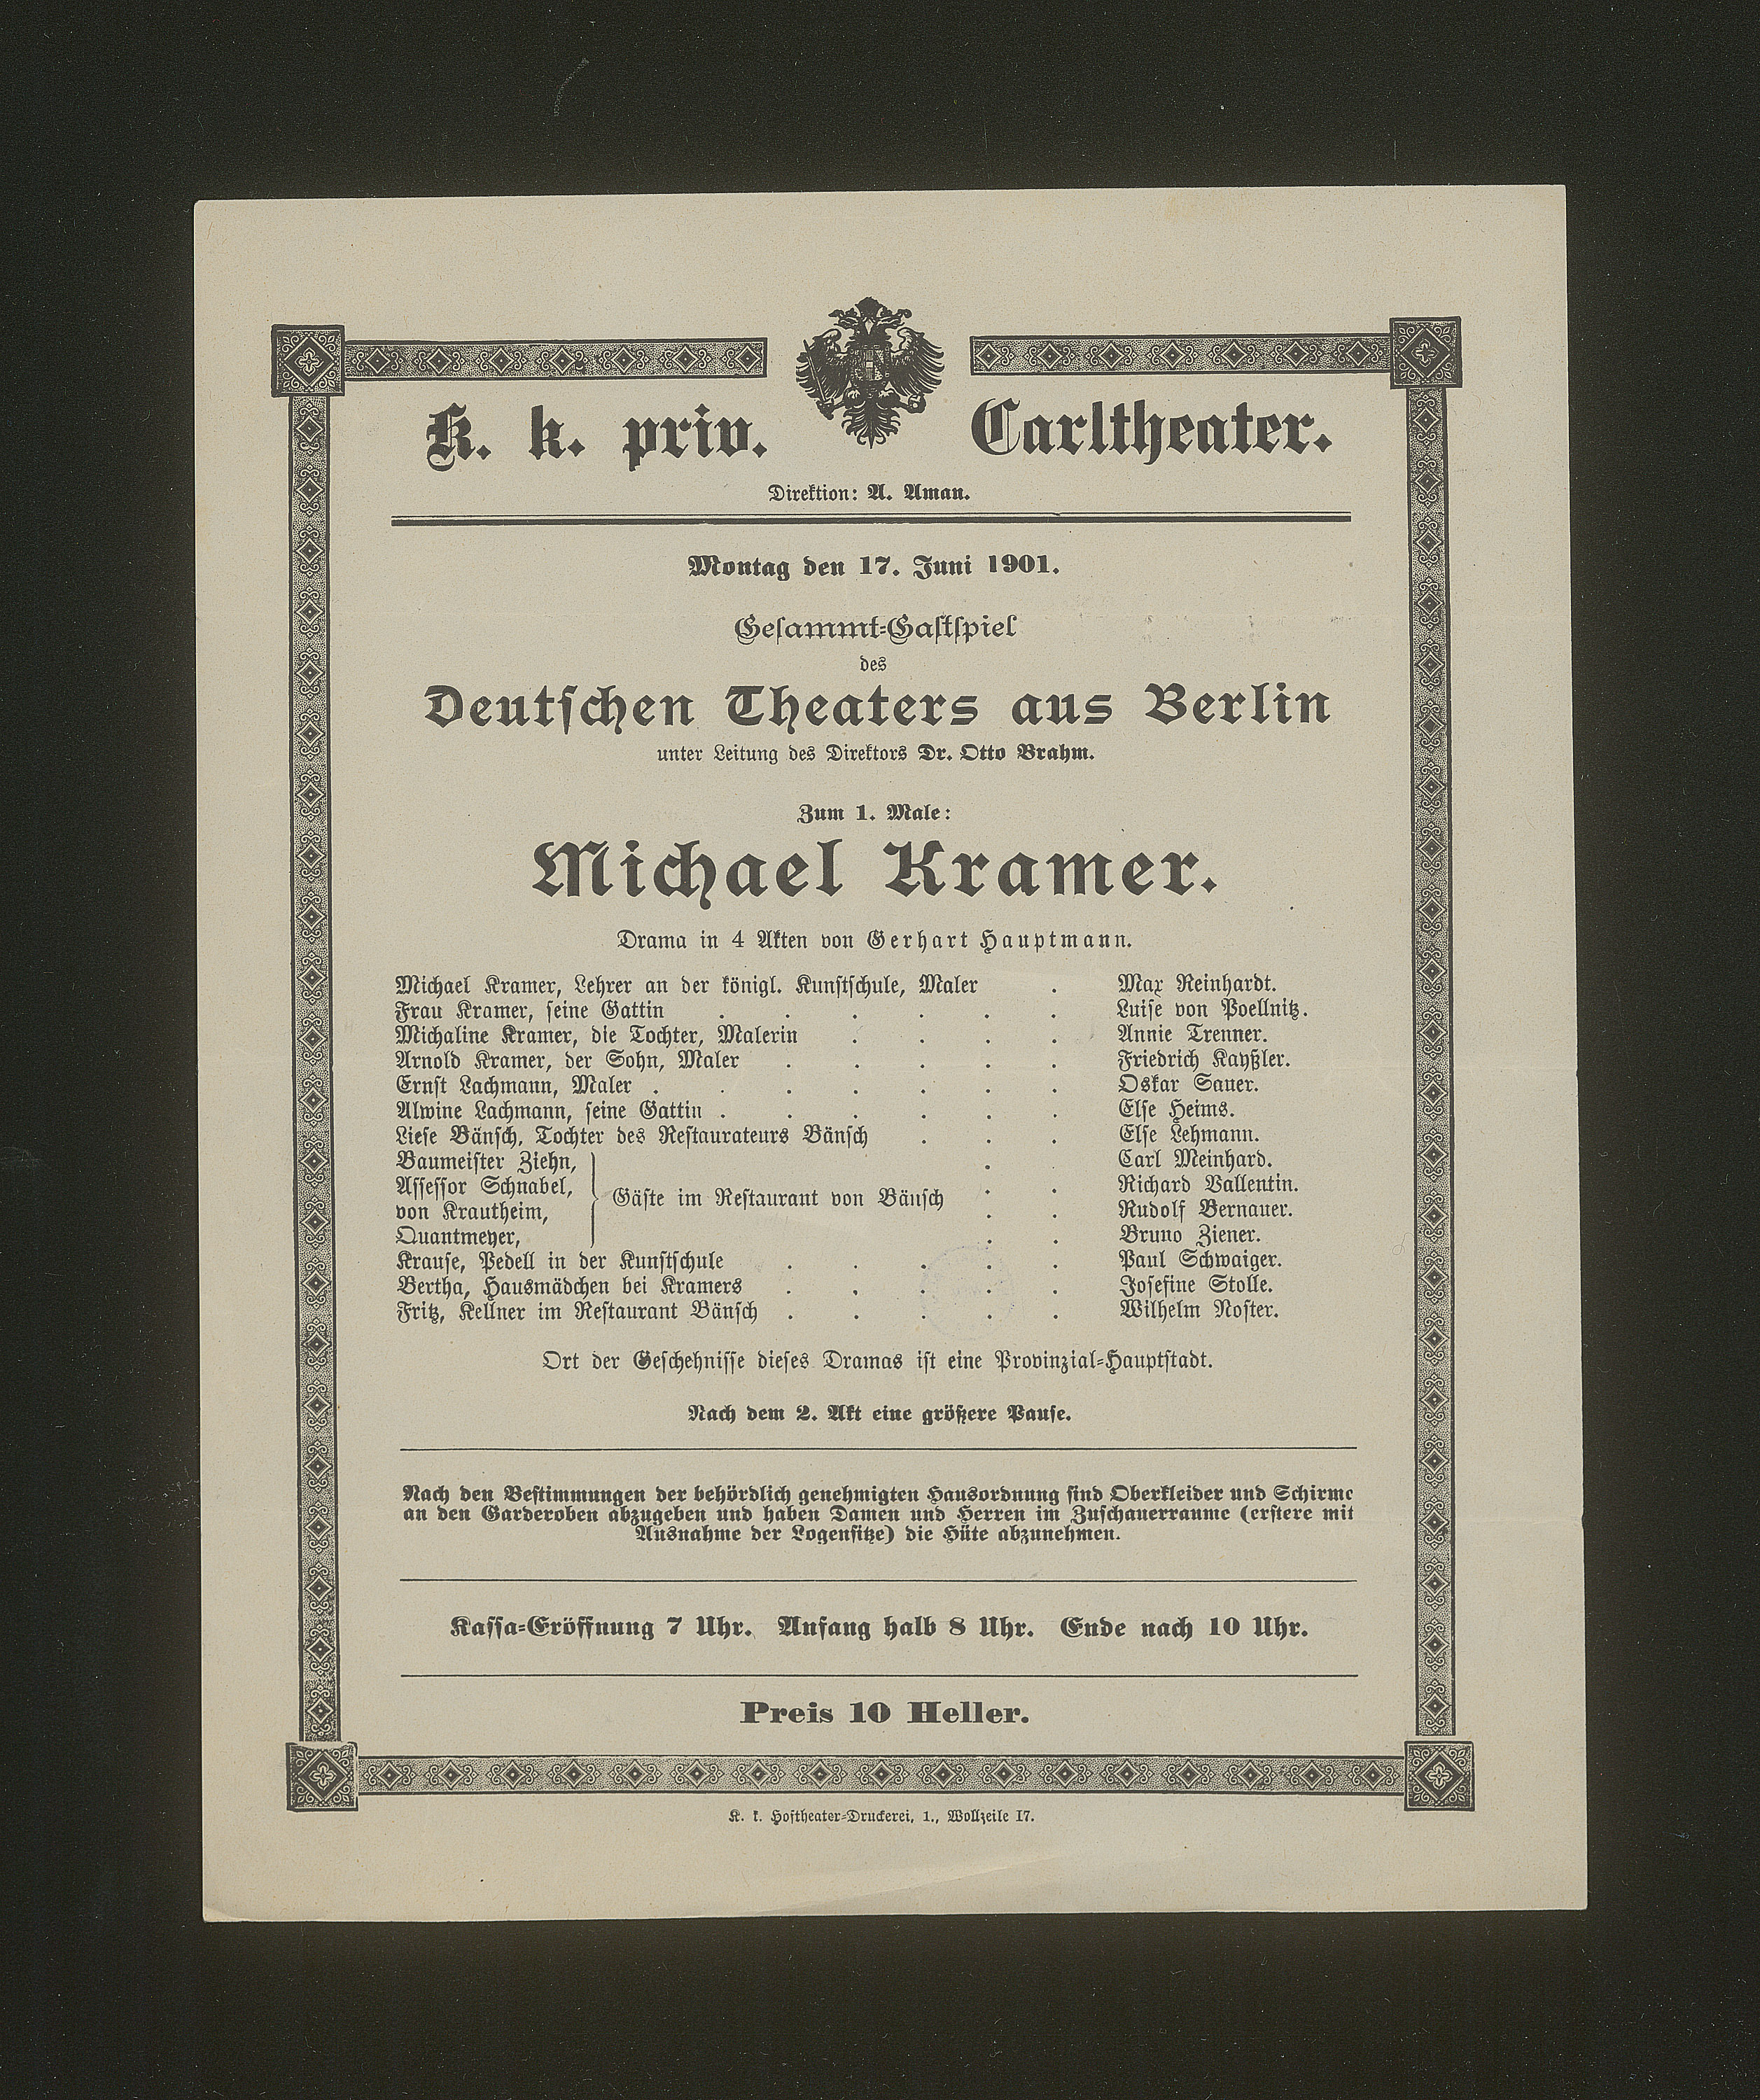 K. k. priv. Carltheater.
Direktion: A. Aman.
Montag den 17. Juni 1901.
Gesammt-Gastspiel
des
Deutschen Theaters aus Berlin
unter Leitung des Direktors Dr. Otto Brahm.
Zum 1. Male:
Michael Kramer.
Drama in 4 Akten von Gerhart Hauptmann.
Michael Kramer, Lehrer an der königl. Kunstschule, Maler . Max Reinhardt.
Frau Kramer, seine Gattin . . . . . . Luise von Poellnitz.
Michaline Kramer, die Tochter, Malerin . . . . Annie Trenner.
Arnold Kramer, der Sohn, Maler . . . . . Friedrich Kayßler.
Ernst Lachmann, Maler . . . . . . . Oskar Sauer.
Alwine Lachmann, seine Gattin . . . . . . Else Heims.
Liese Bänsch, Tochter des Restaurateurs Bänsch . . . Else Lehmann.
Baumeister Ziehn, . Carl Meinhard.
Assessor Schnabel, . . Richard Vallentin.
Gäste im Restaurant von Bänsch
von Krautheim, . . Rudolf Bernauer.
Quantmeyer, . . Bruno Ziener.
Krause, Pedell in der Kunstschule . . . . . Paul Schwaiger.
Bertha, Hausmädchen bei Kramers . . . . . Josefine Stolle.
Fritz, Kellner im Restaurant Bänsch . . . . . Wilhelm Noster.
Ort der Geschehnisse dieses Dramas ist eine Provinzial-Hauptstadt.
Nach dem 2. Akt eine größere Pause.
Nach den Bestimmungen der behördlich genehmigten Hausordnung sind Oberkleider und Schirme
an den Garderoben abzugeben und haben Damen und Herren im Zuschauerraume (erstere mit
Ausnahme der Logensitze) die Hüte abzunehmen.
Kassa-Eröffnung 7 Uhr. Anfang halb 8 Uhr. Ende nach 10 Uhr.
Preis 10 Heller.
K. k. Hoftheater-Druckerei, 1., Wollzeile 17.